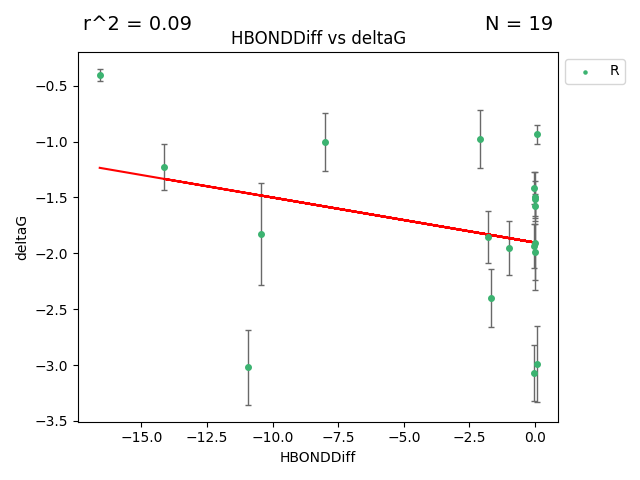 r^2 = 0.09
N = 19
HBONDDiff vs deltaG
R
−0.5
−1.0
−1.5
−2.0
−2.5
−3.0
−3.5
deltaG
−15.0
−12.5
−10.0
−7.5
−5.0
−2.5
0.0
HBONDDiff